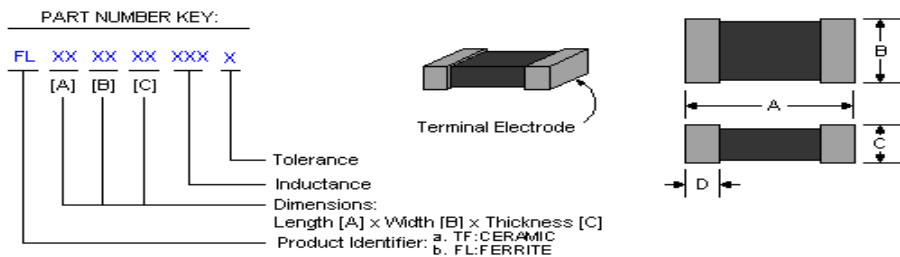 PART NUMBER KEY:
FL XX XX XX XXX X
[A] [B] [C]
Tolerance
Inductance
Dimensions:
Length [A] x Width [B] x Thickness [C]
Product Identifier: a. TF:CERAMIC
b. FL:FERRITE
Terminal Electrode
A
B
C
D